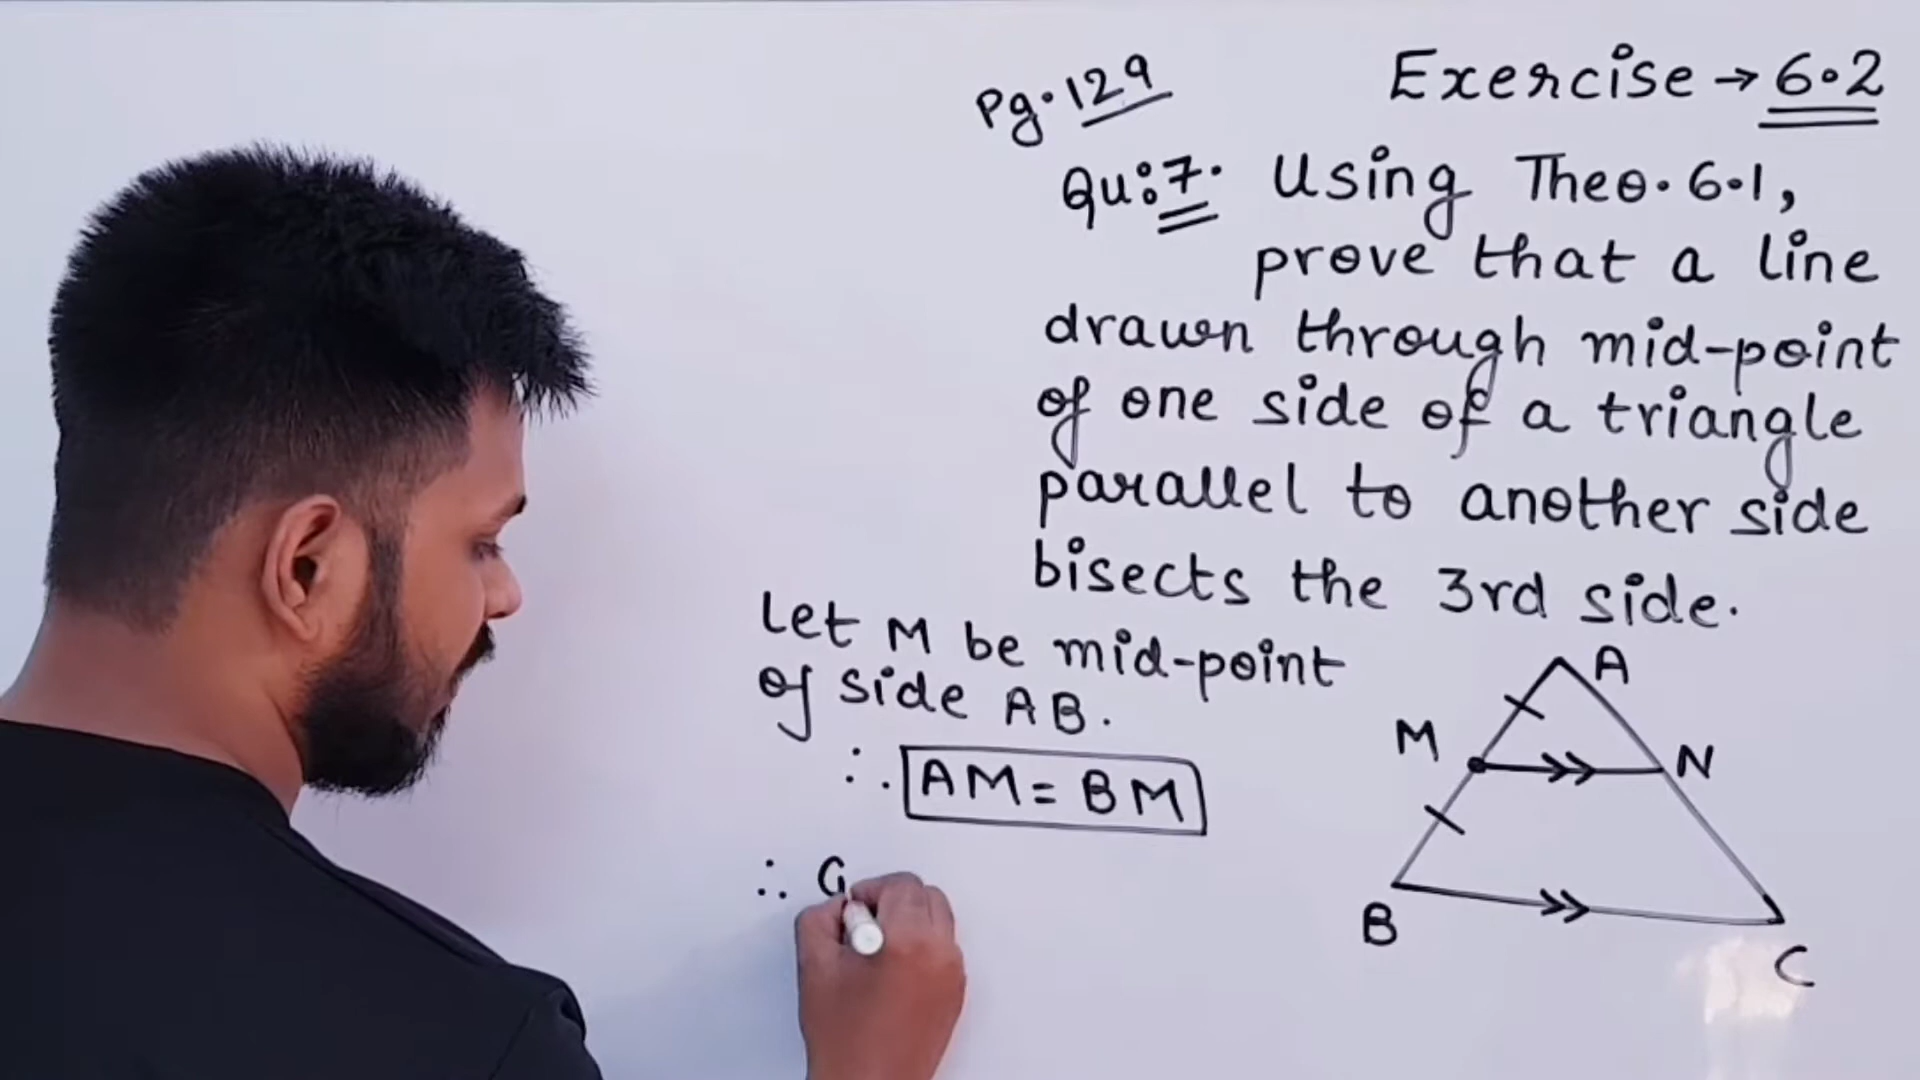 Pg.129
Exercise → 6.2
Qu:7. Using Theo. 6.1,
prove that a line
drawn through mid-point
of one side of a triangle
parallel to another side
bisects the 3rd side.
Let M be mid-point
of side AB.
∴ AM = BM
∴ G
A
M
N
B
C